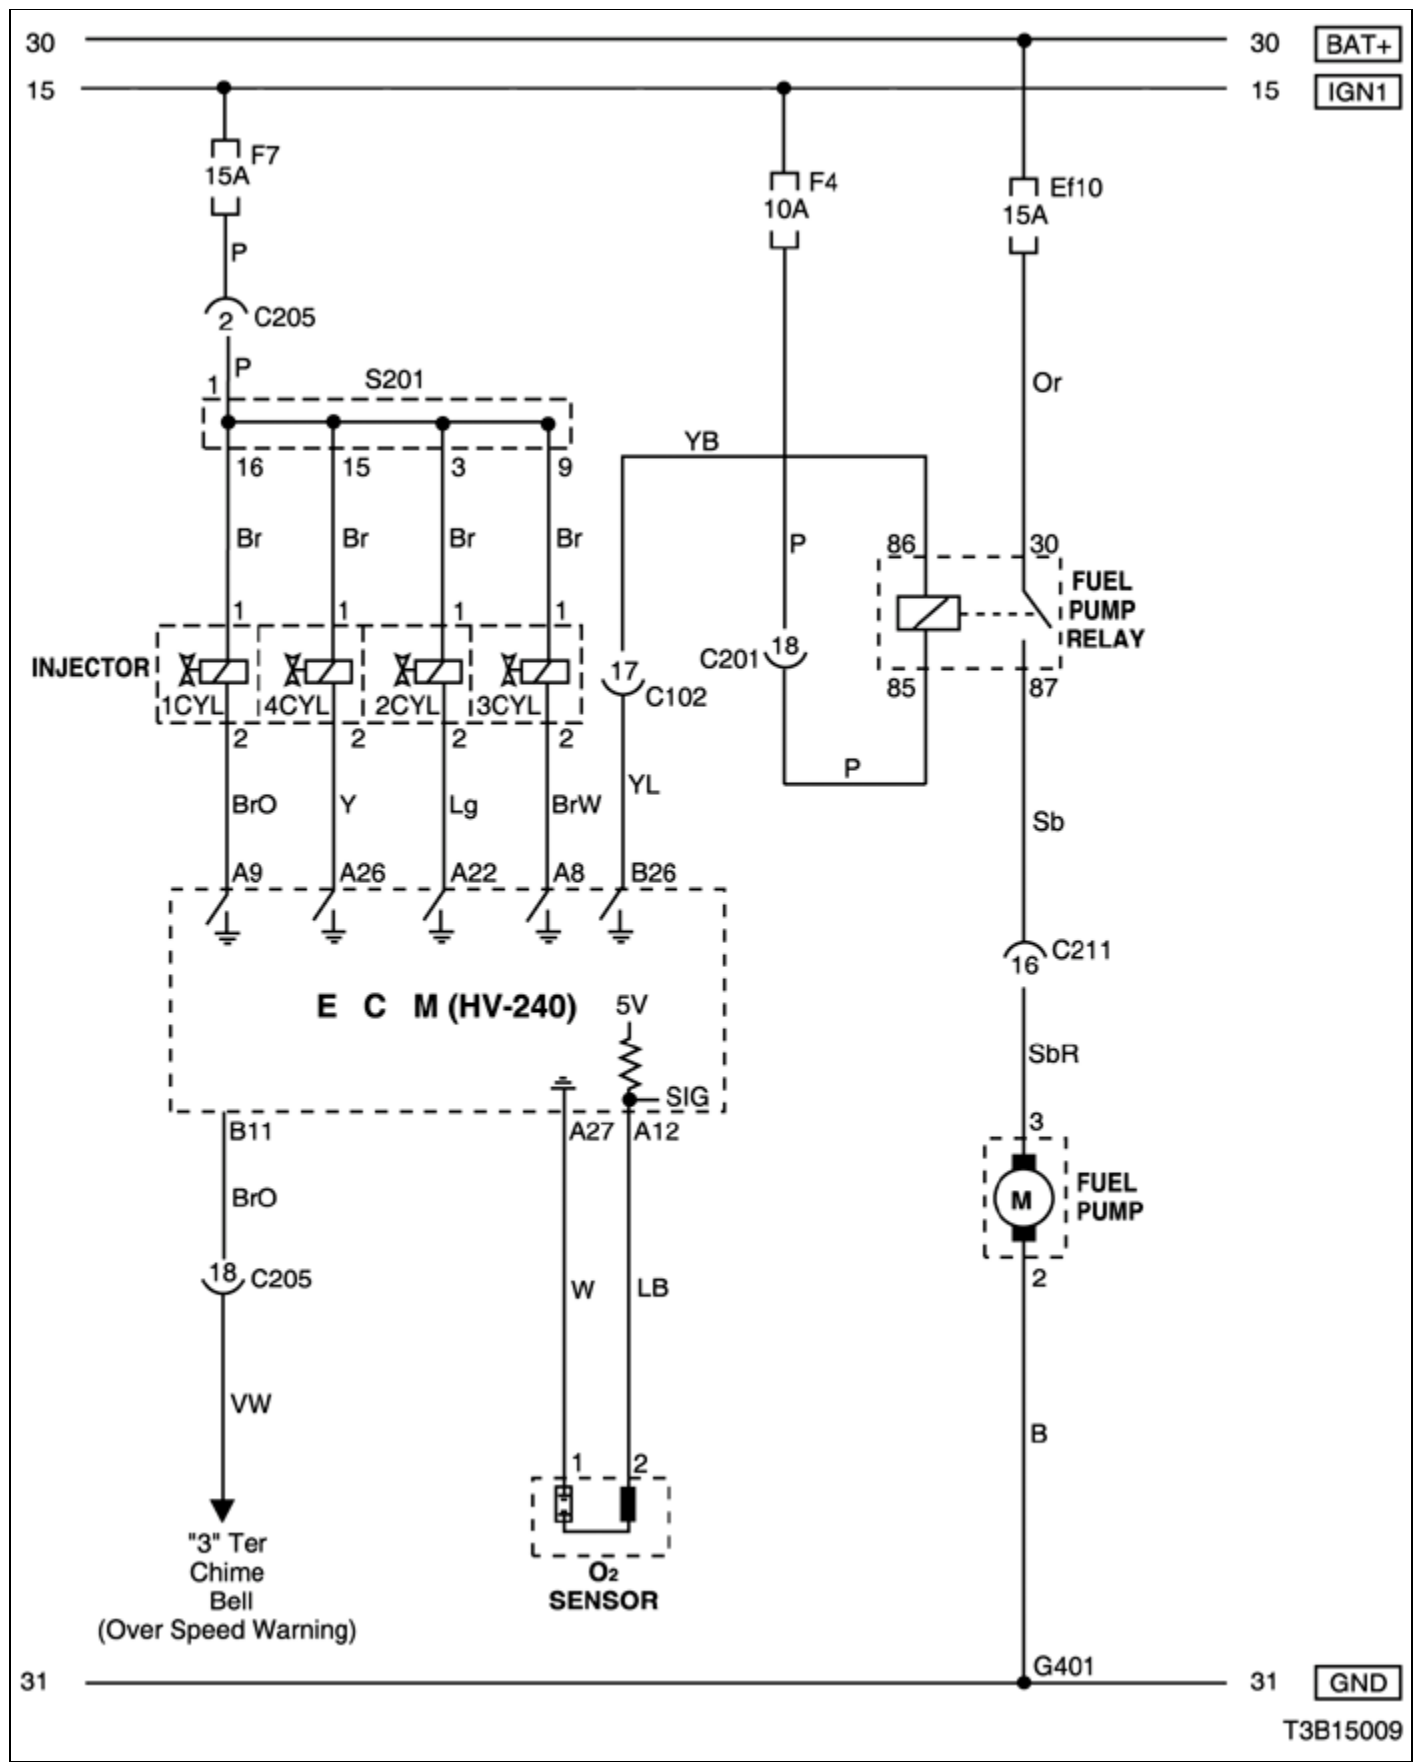 30 30 BAT+
15 15 IGN1
F7
15A
F4
10A
Ef10
15A
P
2 C205
P
1 S201
Or
YB
16 15 3 9
Br Br Br Br
P
86 30
FUEL
PUMP
RELAY
1 1 1 1
INJECTOR
1CYL 4CYL 2CYL 3CYL
17
C102
18
C201
85 87
2 2 2 2
P
YL
BrO Y Lg BrW
Sb
A9 A26 A22 A8 B26
C211
16
E C M (HV-240) 5V
SbR
SIG
B11 A27 A12
3
BrO
M
FUEL
PUMP
18 C205
2
W LB
VW
B
1 2
"3" Ter
Chime
Bell
(Over Speed Warning)
O2
SENSOR
G401
31 31 GND
T3B15009